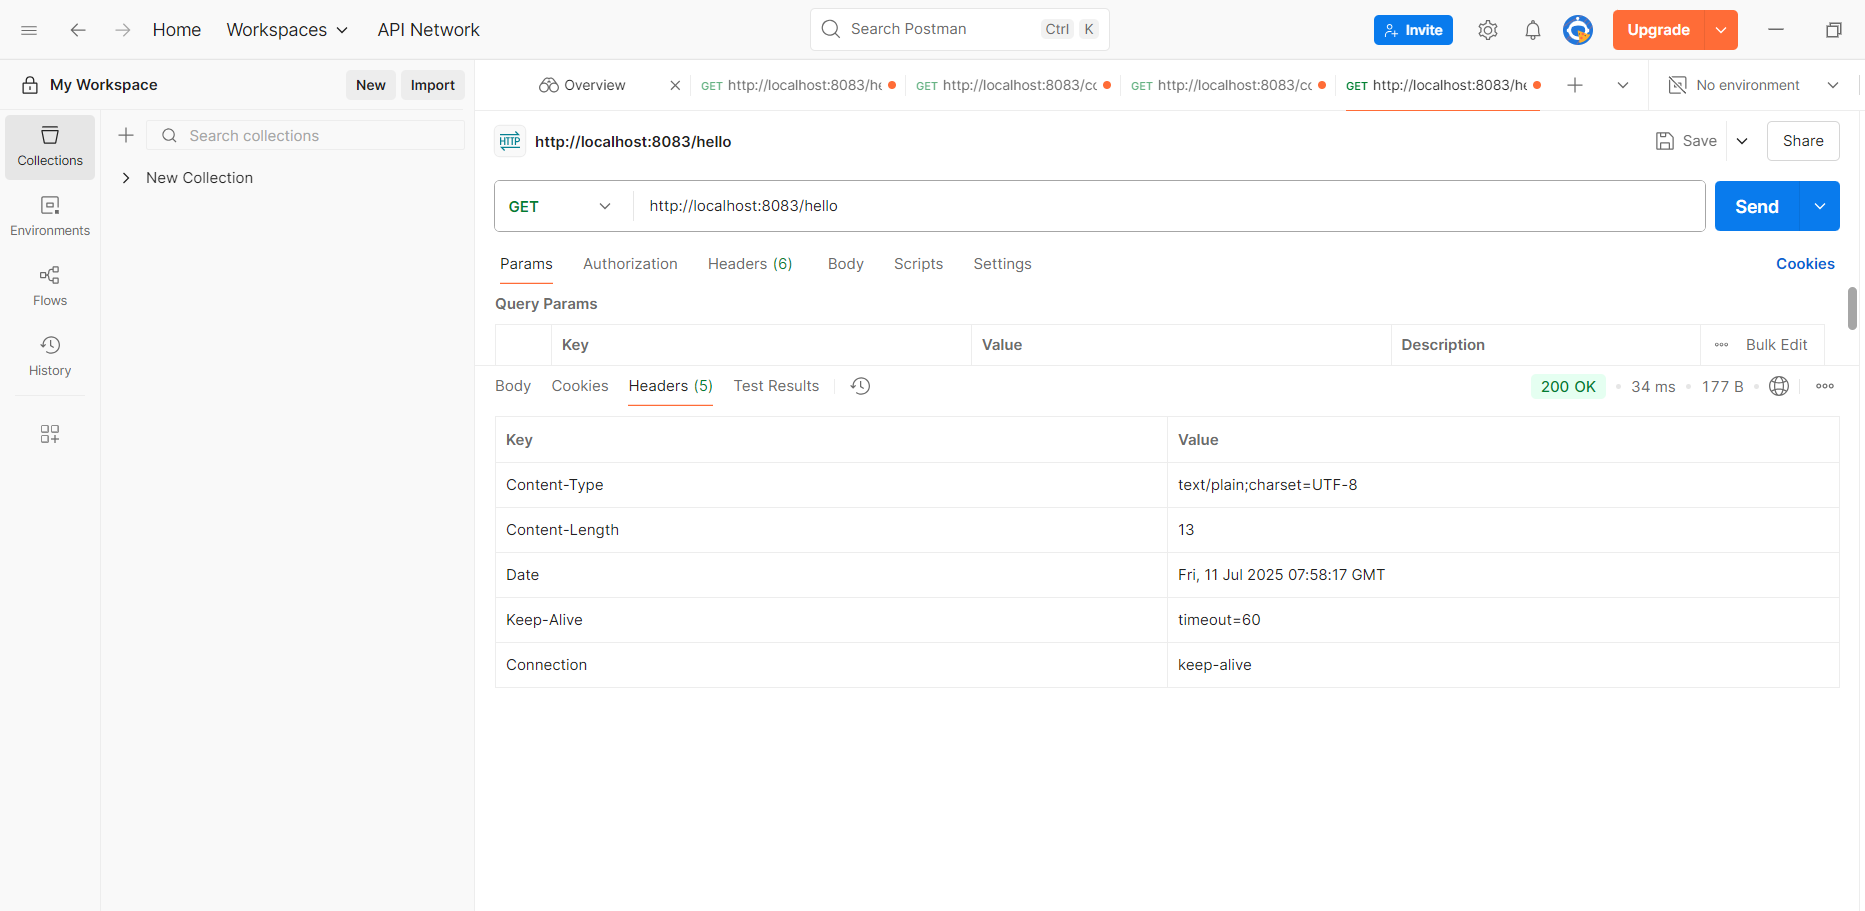 Home Workspaces API Network Search Postman Ctrl K Invite Upgrade
My Workspace New Import
Overview GET http://localhost:8083/he GET http://localhost:8083/cc GET http://localhost:8083/cc GET http://localhost:8083/he No environment
Collections
Environments
Flows
History
Search collections
New Collection
HTTP http://localhost:8083/hello Save Share
GET http://localhost:8083/hello Send
Params Authorization Headers (6) Body Scripts Settings Cookies
Query Params
Key Value Description Bulk Edit
Body Cookies Headers (5) Test Results 200 OK 34 ms 177 B
Key Value
Content-Type text/plain;charset=UTF-8
Content-Length 13
Date Fri, 11 Jul 2025 07:58:17 GMT
Keep-Alive timeout=60
Connection keep-alive